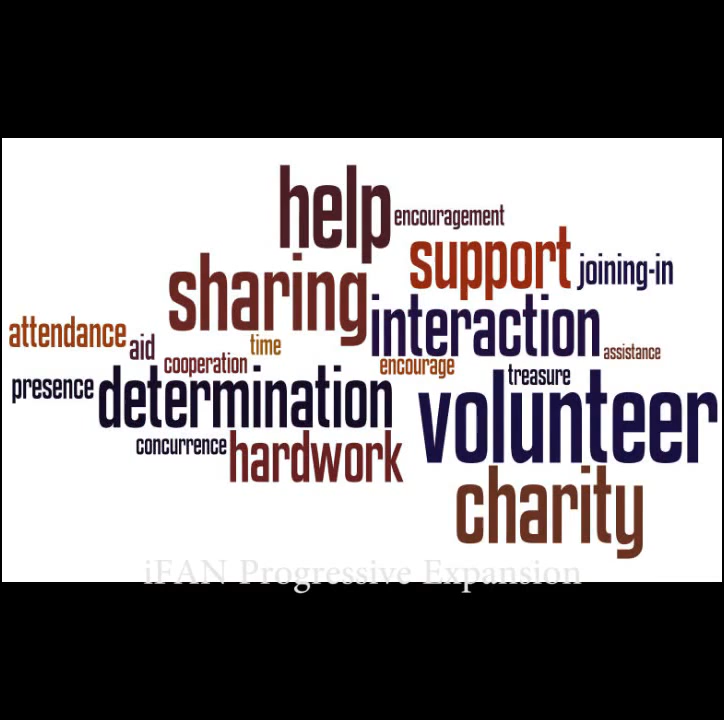 help
encouragement
support
joining-in
sharing
interaction
attendance
aid
time
assistance
cooperation
encourage
presence
determination
treasure
volunteer
concurrence
hardwork
charity
iFAN Progressive Expansion